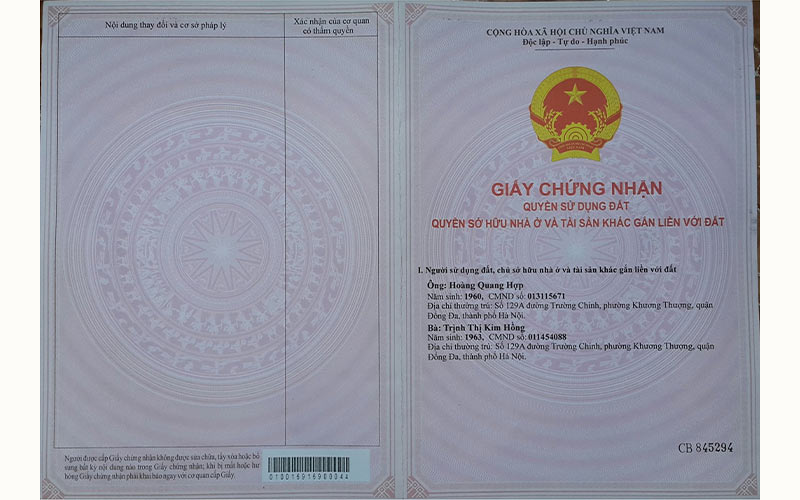 Nội dung thay đổi và cơ sở pháp lý
Xác nhận của cơ quan
có thẩm quyền
Người được cấp Giấy chứng nhận không được sửa chữa, tẩy xóa hoặc bổ
sung bất kỳ nội dung nào trong Giấy chứng nhận; khi bị mất hoặc hư
hỏng Giấy chứng nhận phải khai báo ngay với cơ quan cấp Giấy.
CỘNG HÒA XÃ HỘI CHỦ NGHĨA VIỆT NAM
Độc lập - Tự do - Hạnh phúc
VIỆT NAM
GIẤY CHỨNG NHẬN
QUYỀN SỬ DỤNG ĐẤT
QUYỀN SỞ HỮU NHÀ Ở VÀ TÀI SẢN KHÁC GẮN LIỀN VỚI ĐẤT
I. Người sử dụng đất, chủ sở hữu nhà ở và tài sản khác gắn liền với đất
Ông: Hoàng Quang Hợp
Năm sinh: 1960, CMND số: 013115671
Địa chỉ thường trú: Số 129A đường Trường Chinh, phường Khương Thượng, quận
Đống Đa, thành phố Hà Nội.
Bà: Trịnh Thị Kim Hồng
Năm sinh: 1963, CMND số: 011454088
Địa chỉ thường trú: Số 129A đường Trường Chinh, phường Khương Thượng, quận
Đống Đa, thành phố Hà Nội.
CB 845294